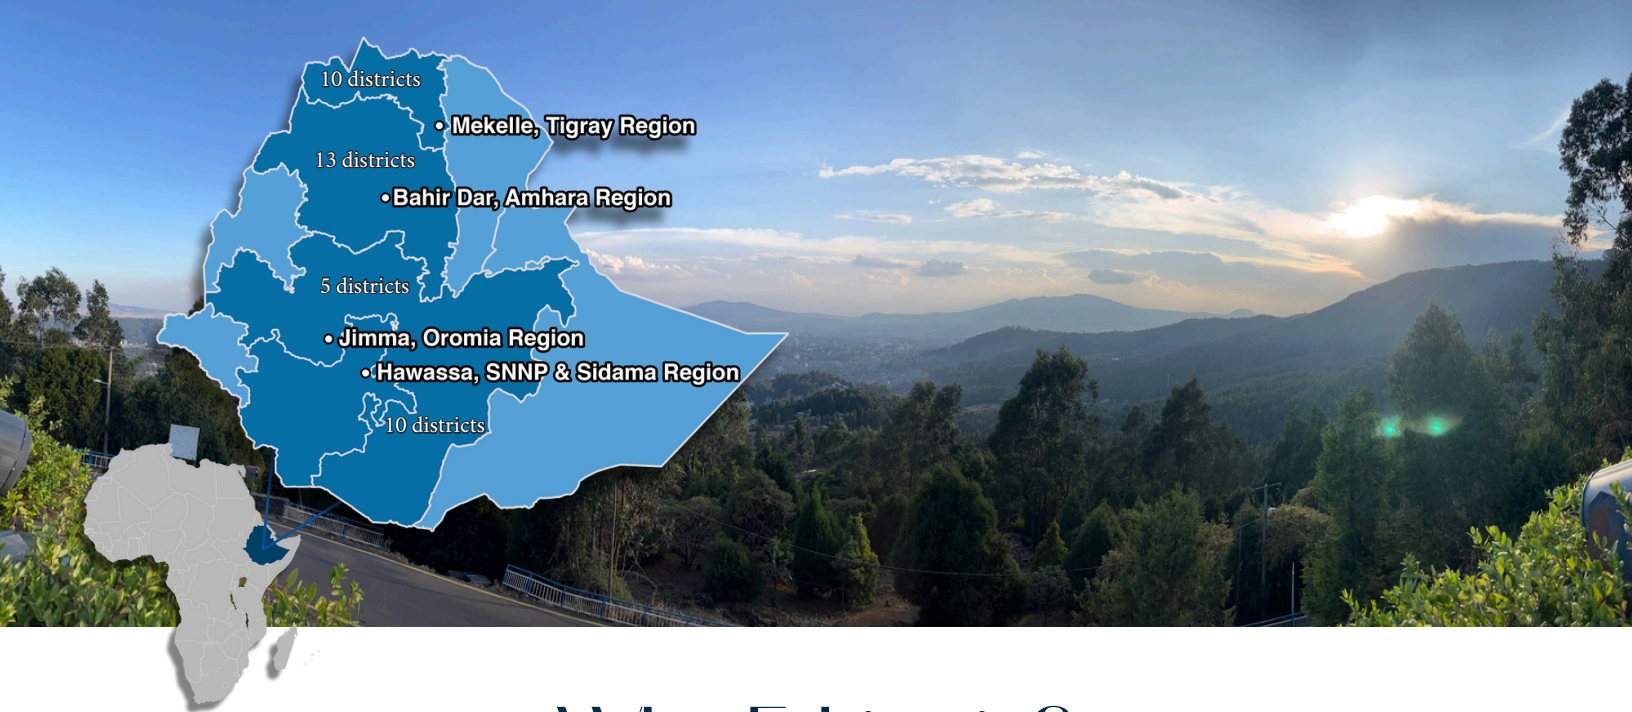 10 districts
• Mekelle, Tigray Region
13 districts
• Bahir Dar, Amhara Region
5 districts
• Jimma, Oromia Region
• Hawassa, SNNP & Sidama Region
10 districts